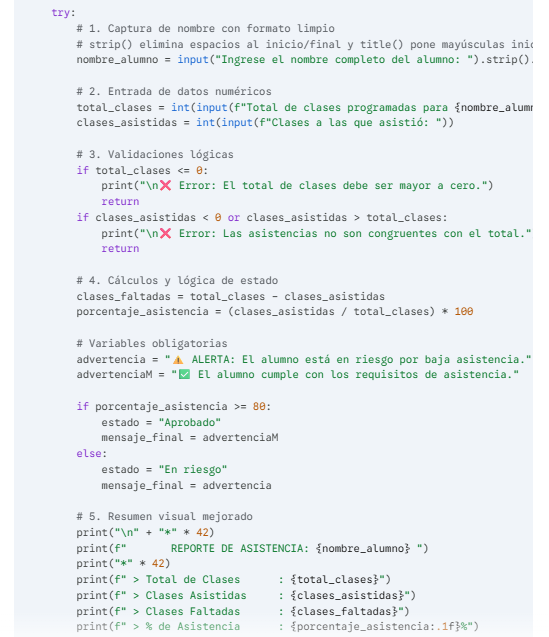 try:
# 1. Captura de nombre con formato limpio
# strip() elimina espacios al inicio/final y title() pone mayúsculas
nombre_alumno = input("Ingrese el nombre completo del alumno: ").strip().
# 2. Entrada de datos numéricos
total_clases = int(input(f"Total de clases programadas para
clases_asistidas = int(input(f"Clases a las que asistió: "))
# 3. Validaciones lógicas
if total_clases <= 0:
print("\n❌ Error: El total de clases debe ser mayor a cero.")
return
if clases_asistidas < 0 or clases_asistidas > total_clases:
print("\n❌ Error: Las asistencias no son congruentes con el total."
return
# 4. Cálculos y lógica de estado
clases_faltadas = total_clases - clases_asistidas
porcentaje_asistencia = (clases_asistidas / total_clases) * 100
# Variables obligatorias
advertencia = "⚠️ ALERTA: El alumno está en riesgo por baja asistencia."
advertenciaM = "✅ El alumno cumple con los requisitos de asistencia."
if porcentaje_asistencia >= 80:
estado = "Aprobado"
mensaje_final = advertenciaM
else:
estado = "En riesgo"
mensaje_final = advertencia
# 5. Resumen visual mejorado
print("\n" + "*" * 42)
print(f"       REPORTE DE ASISTENCIA: {nombre_alumno} ")
print("*" * 42)
print(f" > Total de Clases      : {total_clases}")
print(f" > Clases Asistidas     : {clases_asistidas}")
print(f" > Clases Faltadas      : {clases_faltadas}")
print(f" > % de Asistencia      : {porcentaje_asistencia:.1f}%")